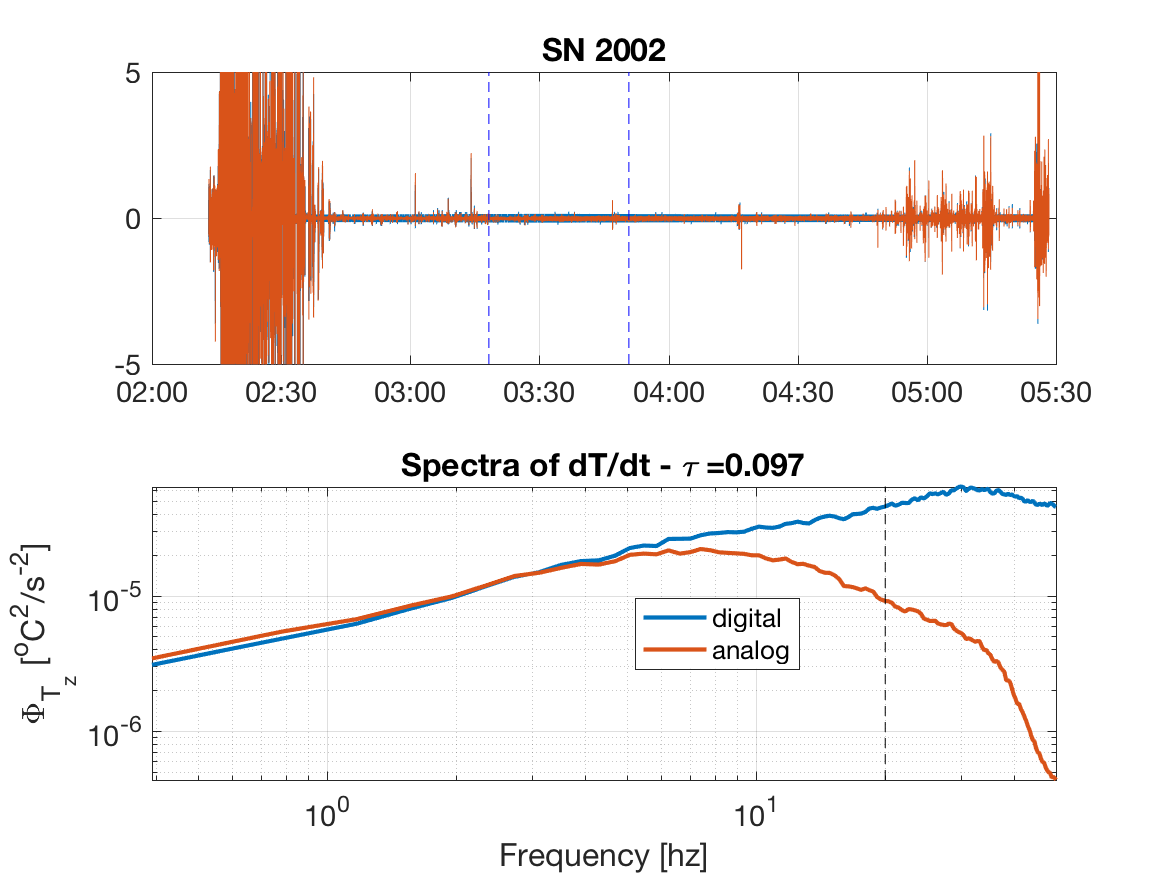 SN 2002
5
0
-5
02:00 02:30 03:00 03:30 04:00 04:30 05:00 05:30
Spectra of dT/dt - τ =0.097
Φ_{T_z} [°C²/s⁻²]
10⁻⁵
10⁻⁶
digital
analog
10⁰ 10¹
Frequency [hz]